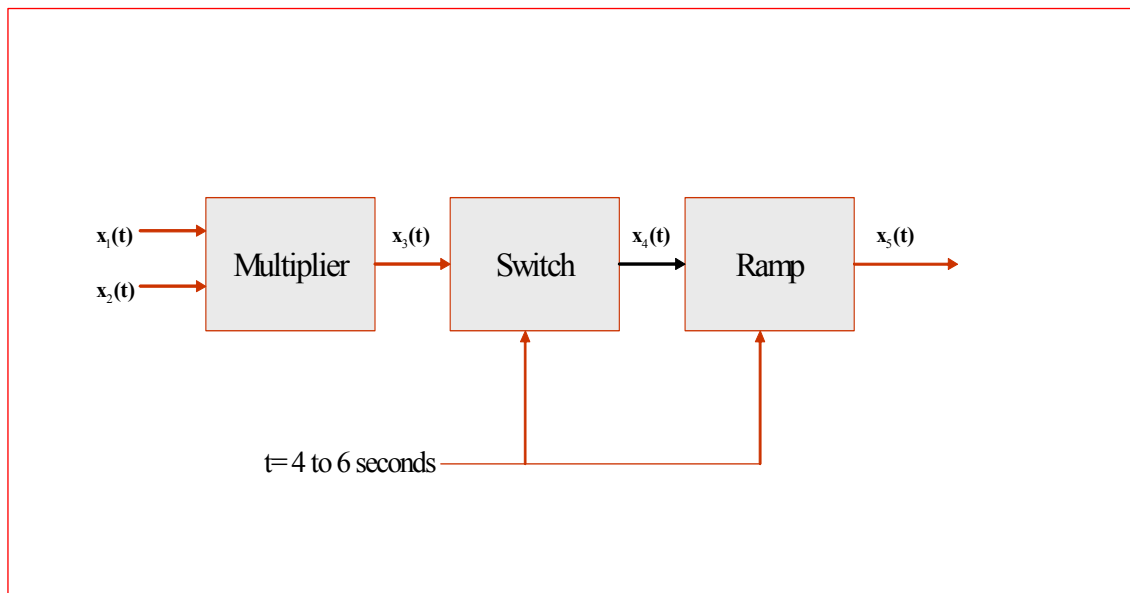 x₁(t)
x₂(t)
Multiplier
x₃(t)
Switch
x₄(t)
Ramp
x₅(t)
t= 4 to 6 seconds